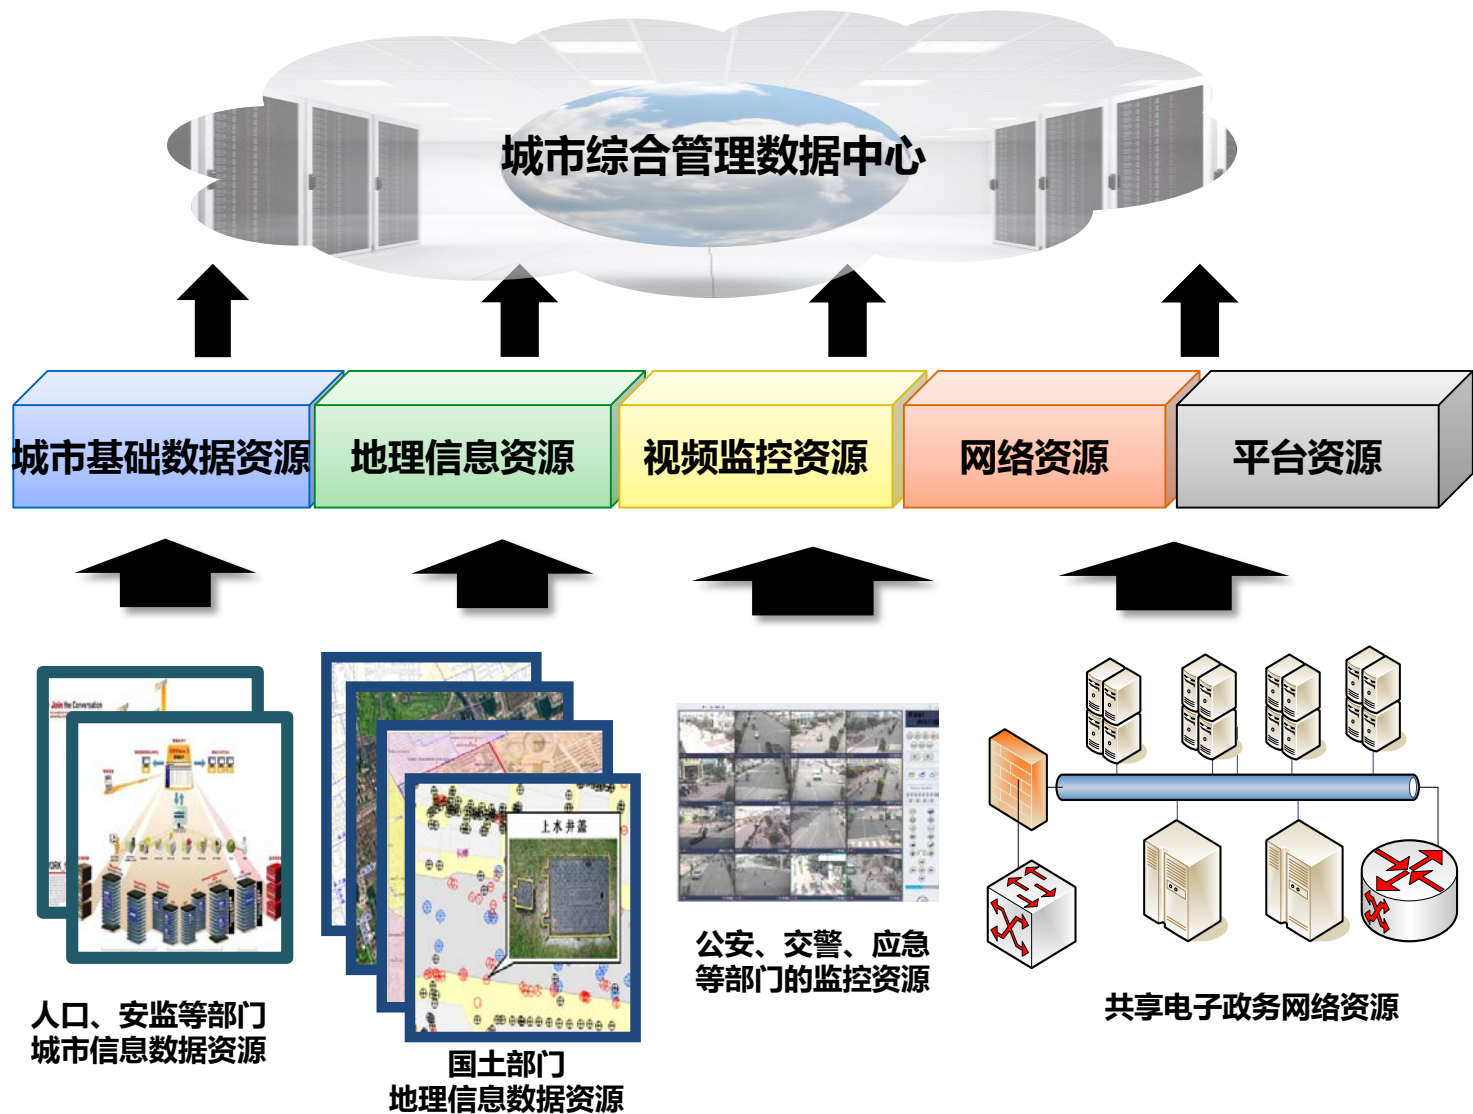 城市综合管理数据中心
城市基础数据资源
地理信息资源
视频监控资源
网络资源
平台资源
Join the Conversation
上水井盖
公安、交警、应急
等部门的监控资源
共享电子政务网络资源
人口、安监等部门
城市信息数据资源
国土部门
地理信息数据资源